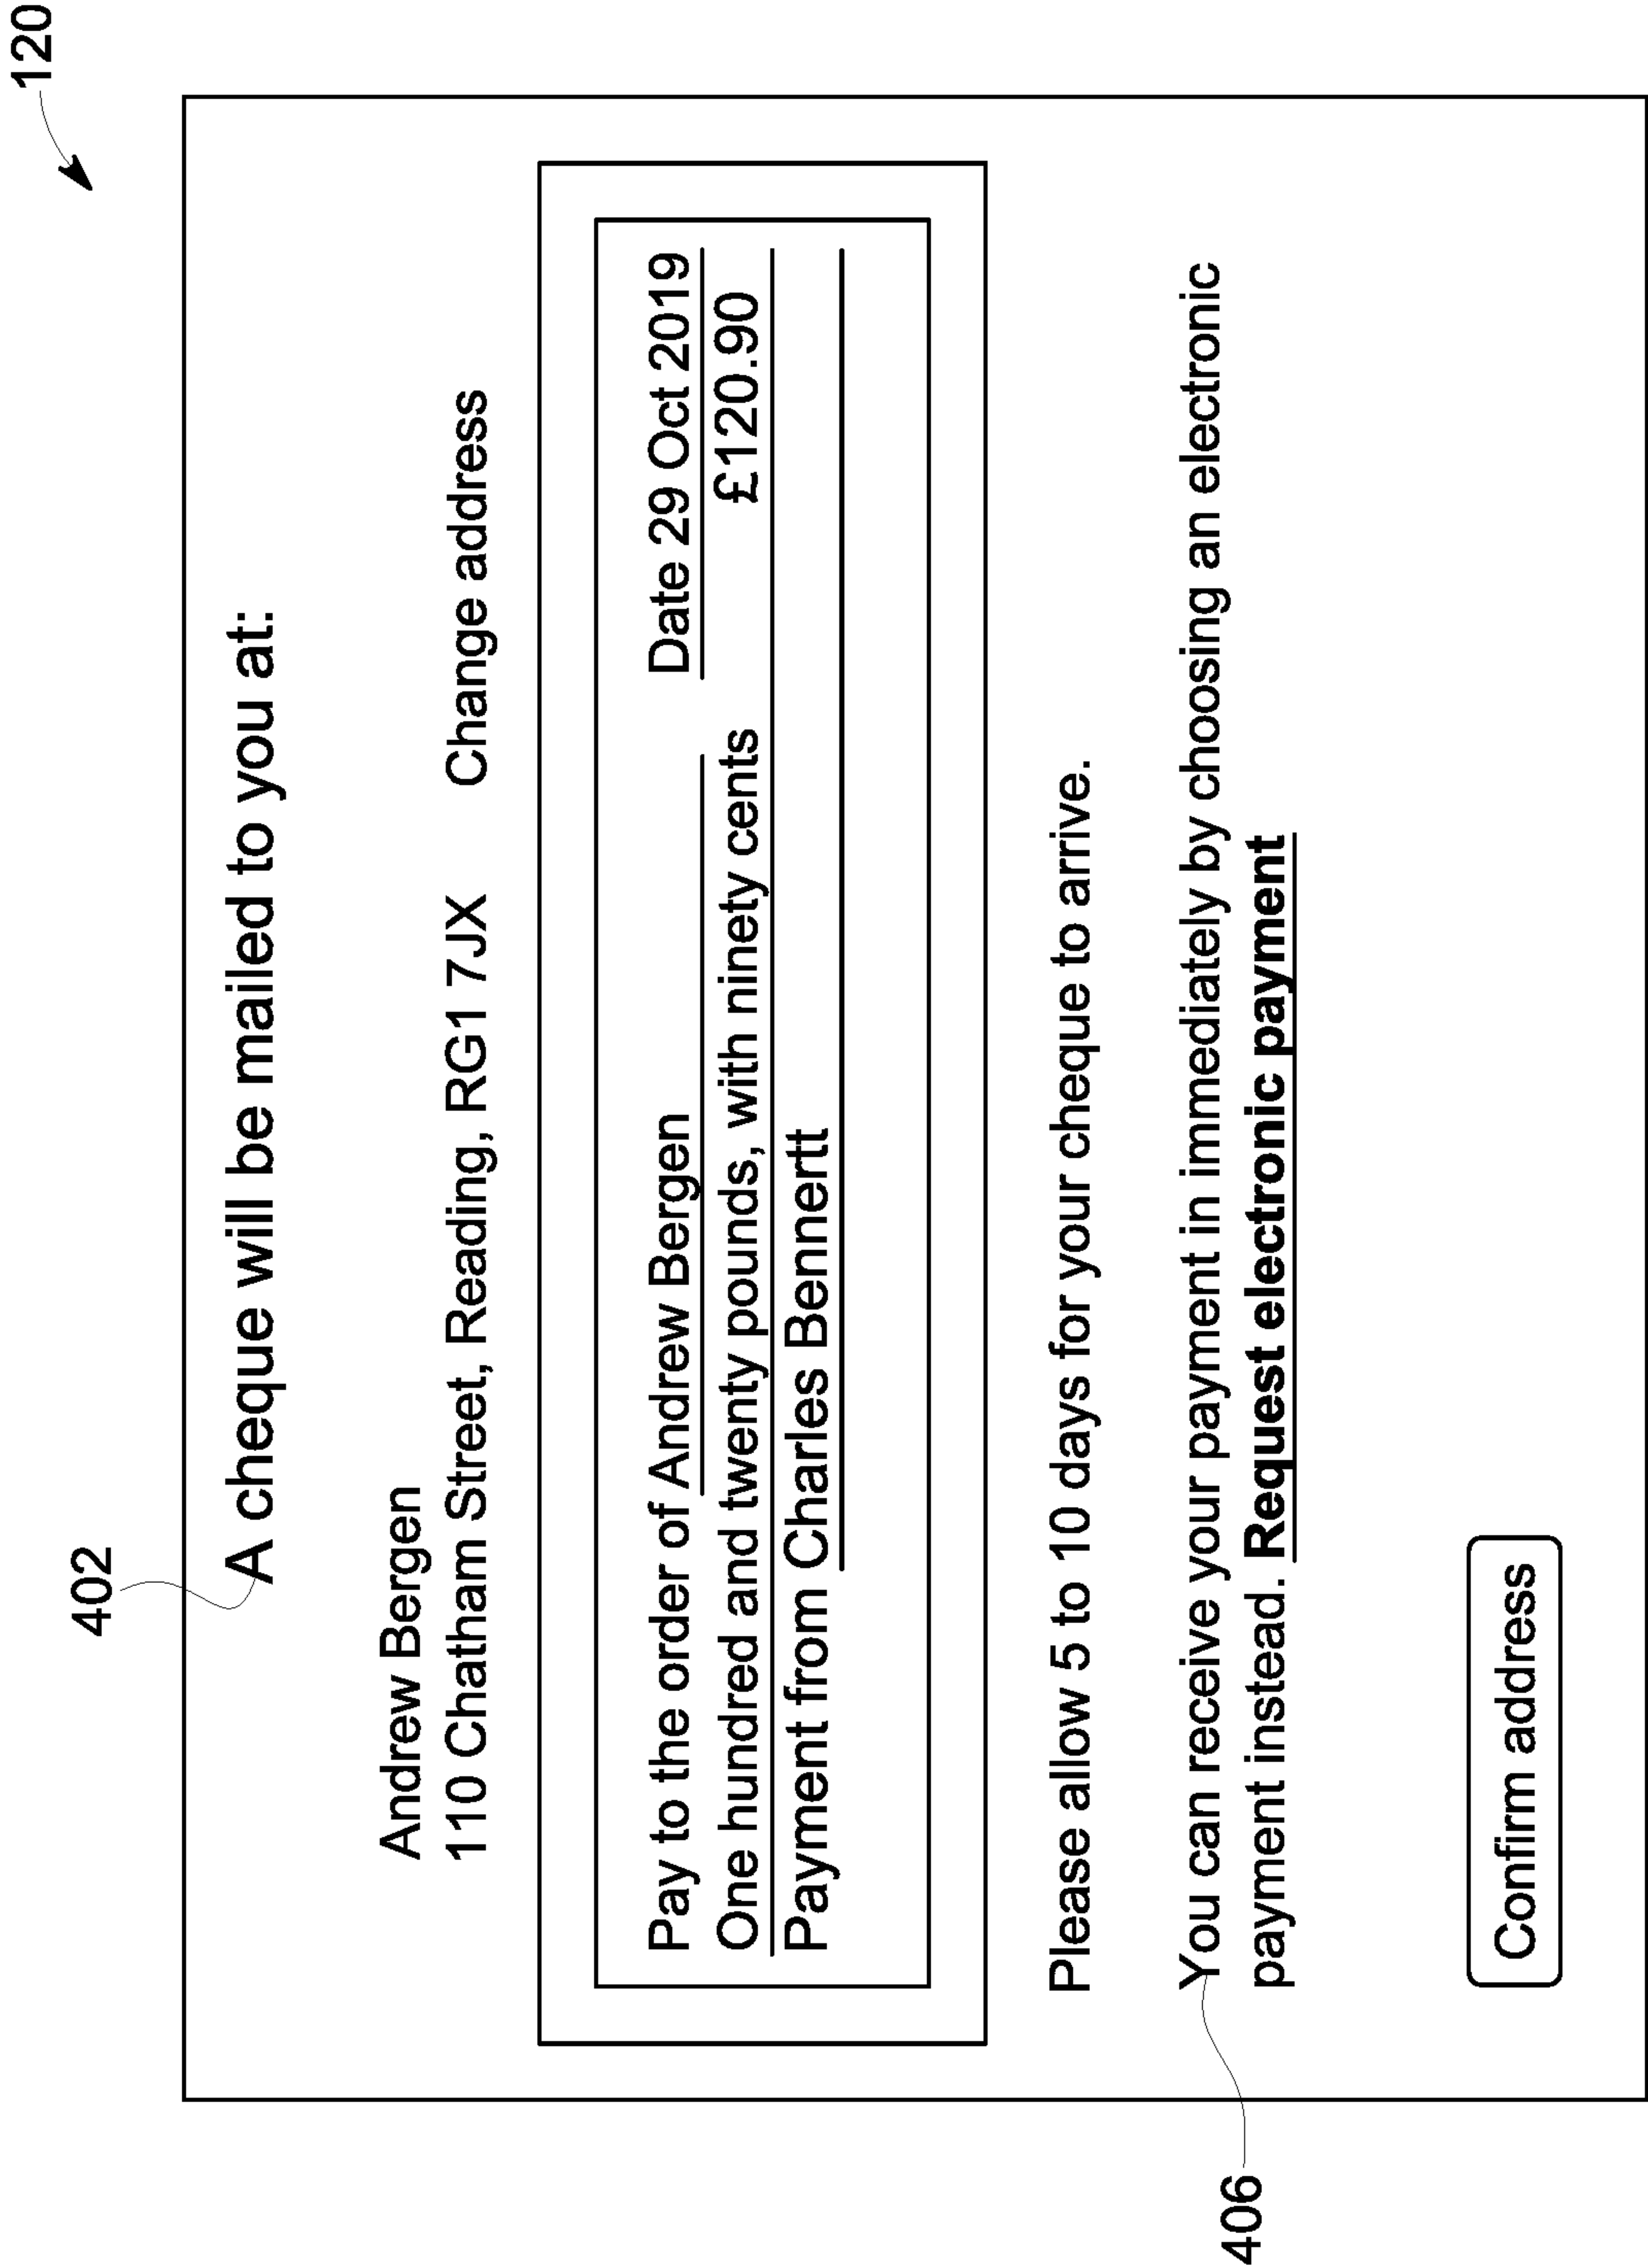 120
402
A cheque will be mailed to you at:
Andrew Bergen
110 Chatham Street, Reading, RG1 7JX Change address
Pay to the order of Andrew Bergen Date 29 Oct 2019
One hundred and twenty pounds, with ninety cents £120.90
Payment from Charles Bennertt
Please allow 5 to 10 days for your cheque to arrive.
406
You can receive your payment in immediately by choosing an electronic
payment instead. Request electronic payment
Confirm address